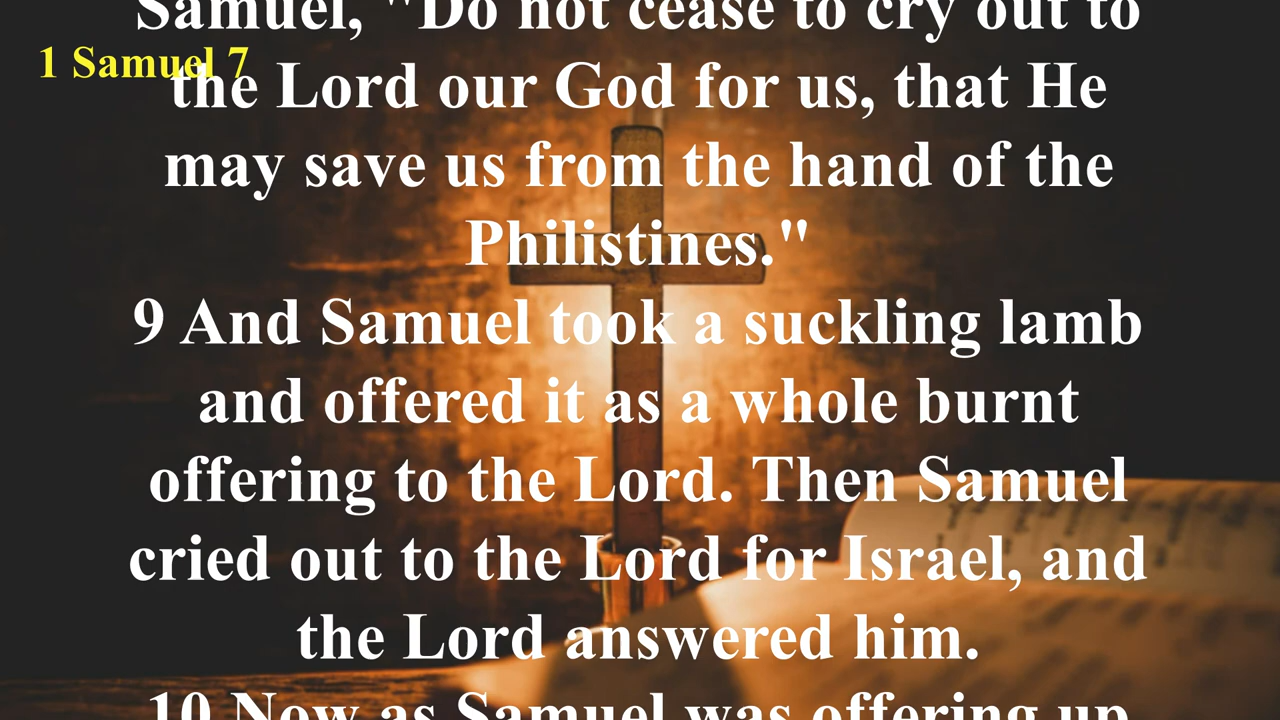 Samuel, "Do not cease to cry out to
1 Samuel 7
the Lord our God for us, that He
may save us from the hand of the
Philistines."
9 And Samuel took a suckling lamb
and offered it as a whole burnt
offering to the Lord. Then Samuel
cried out to the Lord for Israel, and
the Lord answered him.
10 Now as Samuel was offering up